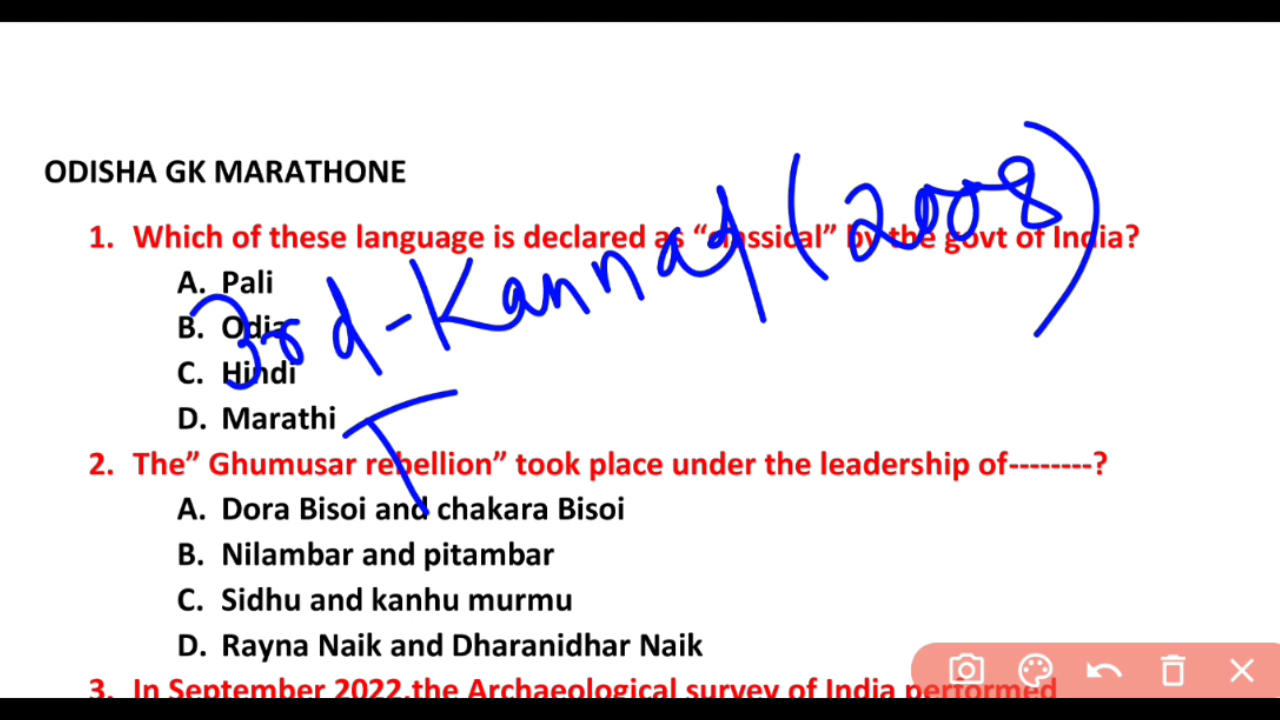 ODISHA GK MARATHONE
1. Which of these language is declared as “classical” by the govt of India?
A. Pali
B. Odia
C. Hindi
D. Marathi
3rd-Kannad (2008)
T
2. The” Ghumusar rebellion” took place under the leadership of--------?
A. Dora Bisoi and chakara Bisoi
B. Nilambar and pitambar
C. Sidhu and kanhu murmu
D. Rayna Naik and Dharanidhar Naik
3. In September 2022,the Archaeological survey of India performed